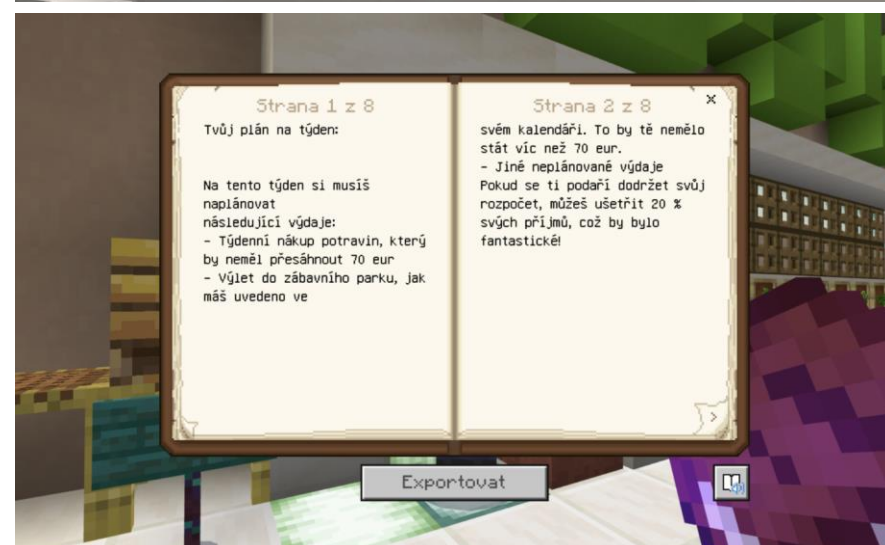 Strana 1 z 8
Tvůj plán na týden:
Na tento týden si musíš
naplánovat
následující výdaje:
- Týdenní nákup potravin, který
by neměl přesáhnout 70 eur
- Výlet do zábavního parku, jak
máš uvedeno ve
Strana 2 z 8
svém kalendáři. To by tě nemělo
stát víc než 70 eur.
- Jiné neplánované výdaje
Pokud se ti podaří dodržet svůj
rozpočet, můžeš ušetřit 20 %
svých příjmů, což by bylo
fantastické!
Exportovat